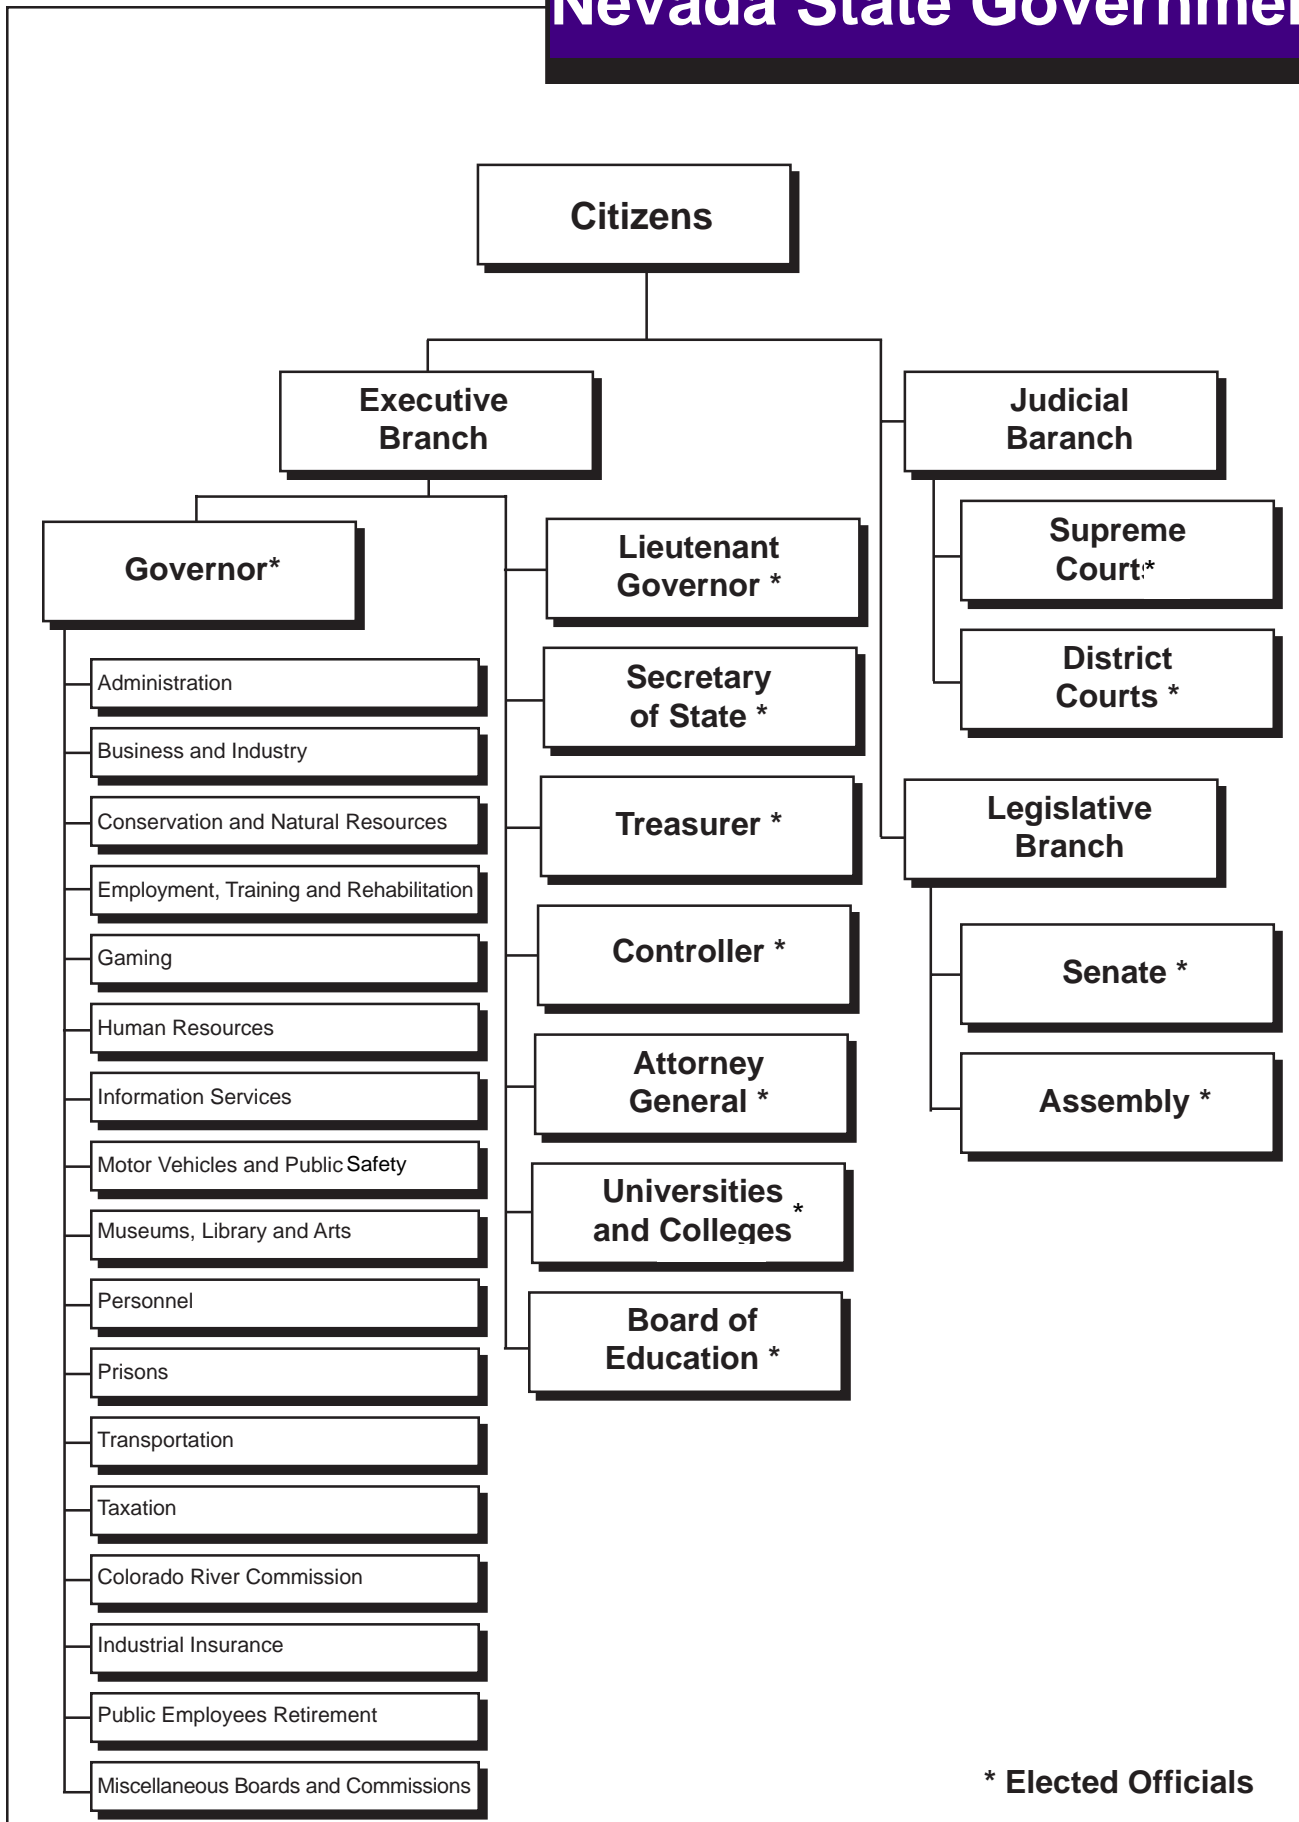 Nevada State Governmen
Citizens
Executive
Branch
Judicial
Baranch
Governor*
Lieutenant
Governor *
Supreme
Courts*
District
Courts *
Administration
Business and Industry
Conservation and Natural Resources
Employment, Training and Rehabilitation
Gaming
Human Resources
Information Services
Motor Vehicles and Public Safety
Museums, Library and Arts
Personnel
Prisons
Transportation
Taxation
Colorado River Commission
Industrial Insurance
Public Employees Retirement
Miscellaneous Boards and Commissions
Secretary
of State *
Treasurer *
Controller *
Attorney
General *
Universities
and Colleges *
Board of
Education *
Legislative
Branch
Senate *
Assembly *
* Elected Officials